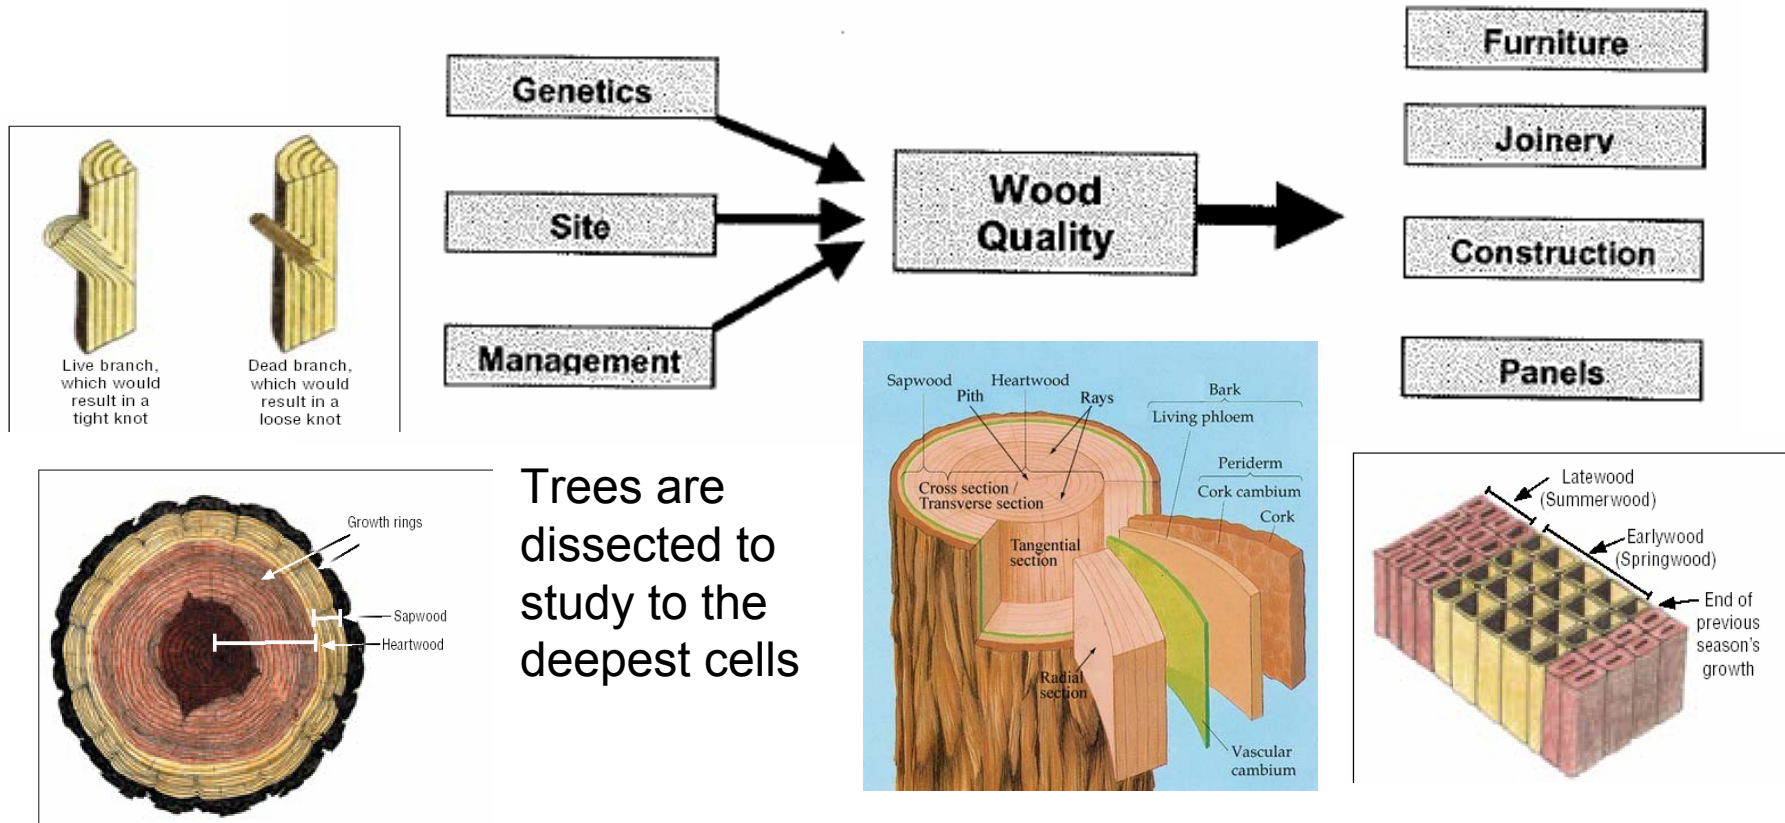 Genetics
Site
Management
Wood
Quality
Furniture
Joinery
Construction
Panels
Live branch,
which would
result in a
tight knot
Dead branch,
which would
result in a
loose knot
Growth rings
Sapwood
Heartwood
Trees are
dissected to
study to the
deepest cells
Sapwood
Heartwood
Pith
Rays
Bark
Living phloem
Periderm
Cork cambium
Cork
Cross section /
Transverse section
Tangential
section
Radial
section
Vascular
cambium
Latewood
(Summerwood)
Earlywood
(Springwood)
End of
previous
season's
growth